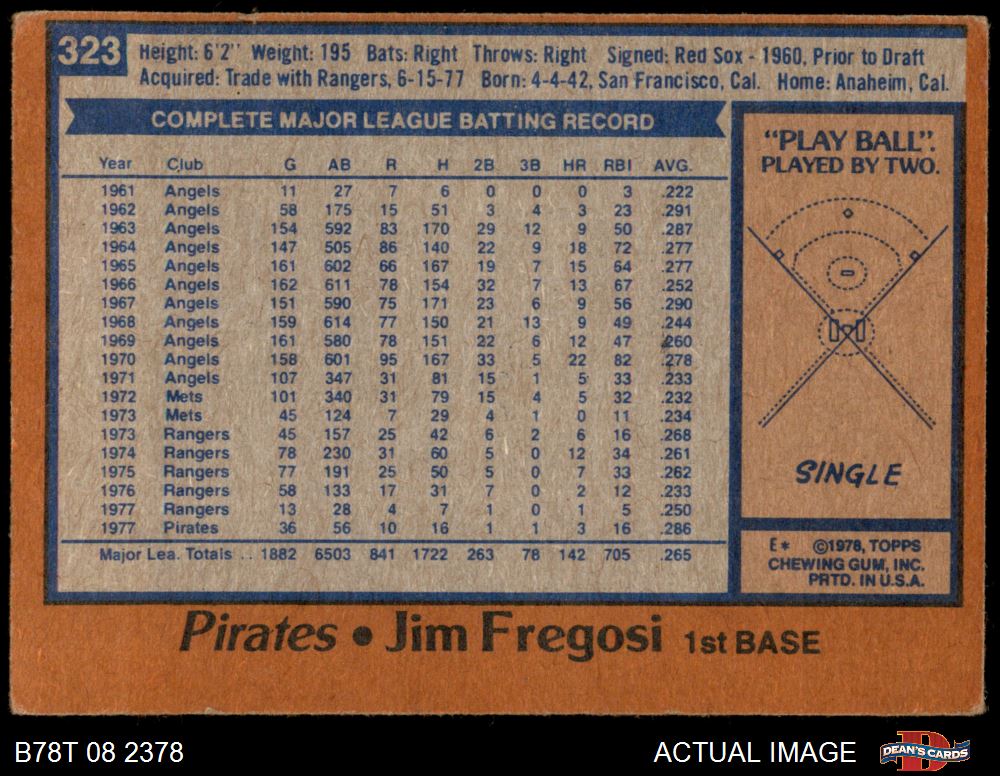 323
Height: 6'2" Weight: 195 Bats: Right Throws: Right Signed: Red Sox - 1960, Prior to Draft
Acquired: Trade with Rangers, 6-15-77 Born: 4-4-42, San Francisco, Cal. Home: Anaheim, Cal.
COMPLETE MAJOR LEAGUE BATTING RECORD
Year Club G AB R H 2B 3B HR RBI AVG.
1961 Angels 11 27 7 6 0 0 0 3 .222
1962 Angels 58 175 15 51 3 4 3 23 .291
1963 Angels 154 592 83 170 29 12 9 50 .287
1964 Angels 147 505 86 140 22 9 18 72 .277
1965 Angels 161 602 66 167 19 7 15 64 .277
1966 Angels 162 611 78 154 32 7 13 67 .252
1967 Angels 151 590 75 171 23 6 9 56 .290
1968 Angels 159 614 77 150 21 13 9 49 .244
1969 Angels 161 580 78 151 22 6 12 47 .260
1970 Angels 158 601 95 167 33 5 22 82 .278
1971 Angels 107 347 31 81 15 1 5 33 .233
1972 Mets 101 340 31 79 15 4 5 32 .232
1973 Mets 45 124 7 29 4 1 0 11 .234
1973 Rangers 45 157 25 42 6 2 6 16 .268
1974 Rangers 78 230 31 60 5 0 12 34 .261
1975 Rangers 77 191 25 50 5 0 7 33 .262
1976 Rangers 58 133 17 31 7 0 2 12 .233
1977 Rangers 13 28 4 7 1 0 1 5 .250
1977 Pirates 36 56 10 16 1 1 3 16 .286
Major Lea. Totals .. 1882 6503 841 1722 263 78 142 705 .265
"PLAY BALL".
PLAYED BY TWO.
SINGLE
E* ©1978, TOPPS
CHEWING GUM, INC.
PRTD. IN U.S.A.
Pirates • Jim Fregosi 1st BASE
B78T 08 2378
ACTUAL IMAGE
DEAN'S CARDS